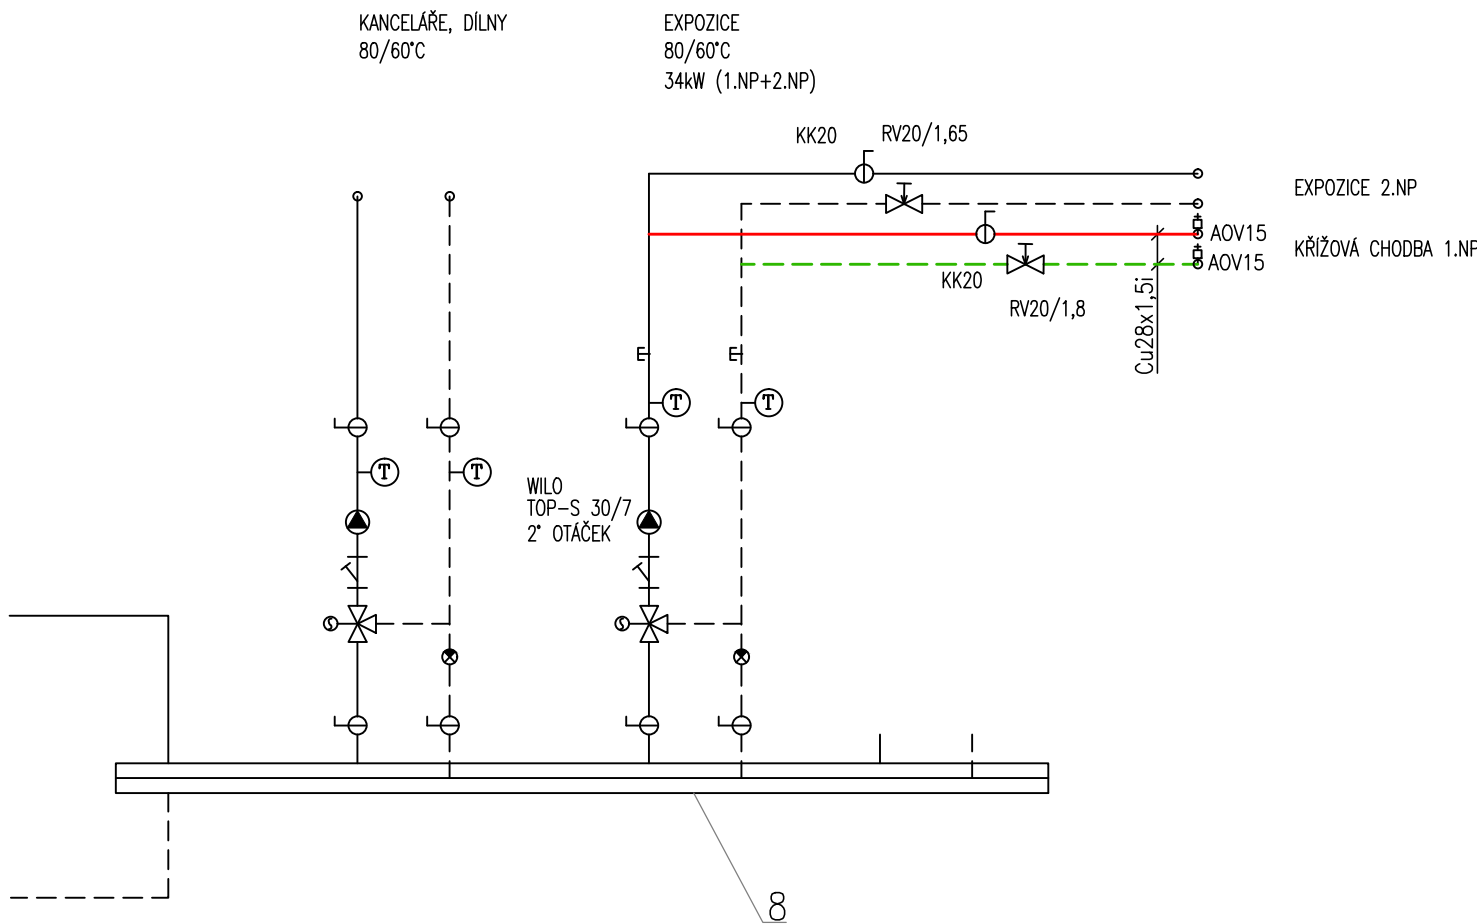 KANCELÁŘE, DÍLNY
80/60°C
EXPOZICE
80/60°C
34kW (1.NP+2.NP)
KK20
RV20/1,65
EXPOZICE 2.NP
AOV15
KŘÍŽOVÁ CHODBA 1.NP
AOV15
KK20
RV20/1,8
Cu28x1,5i
T
T
T
T
WILO
TOP-S 30/7
2° OTÁČEK
8